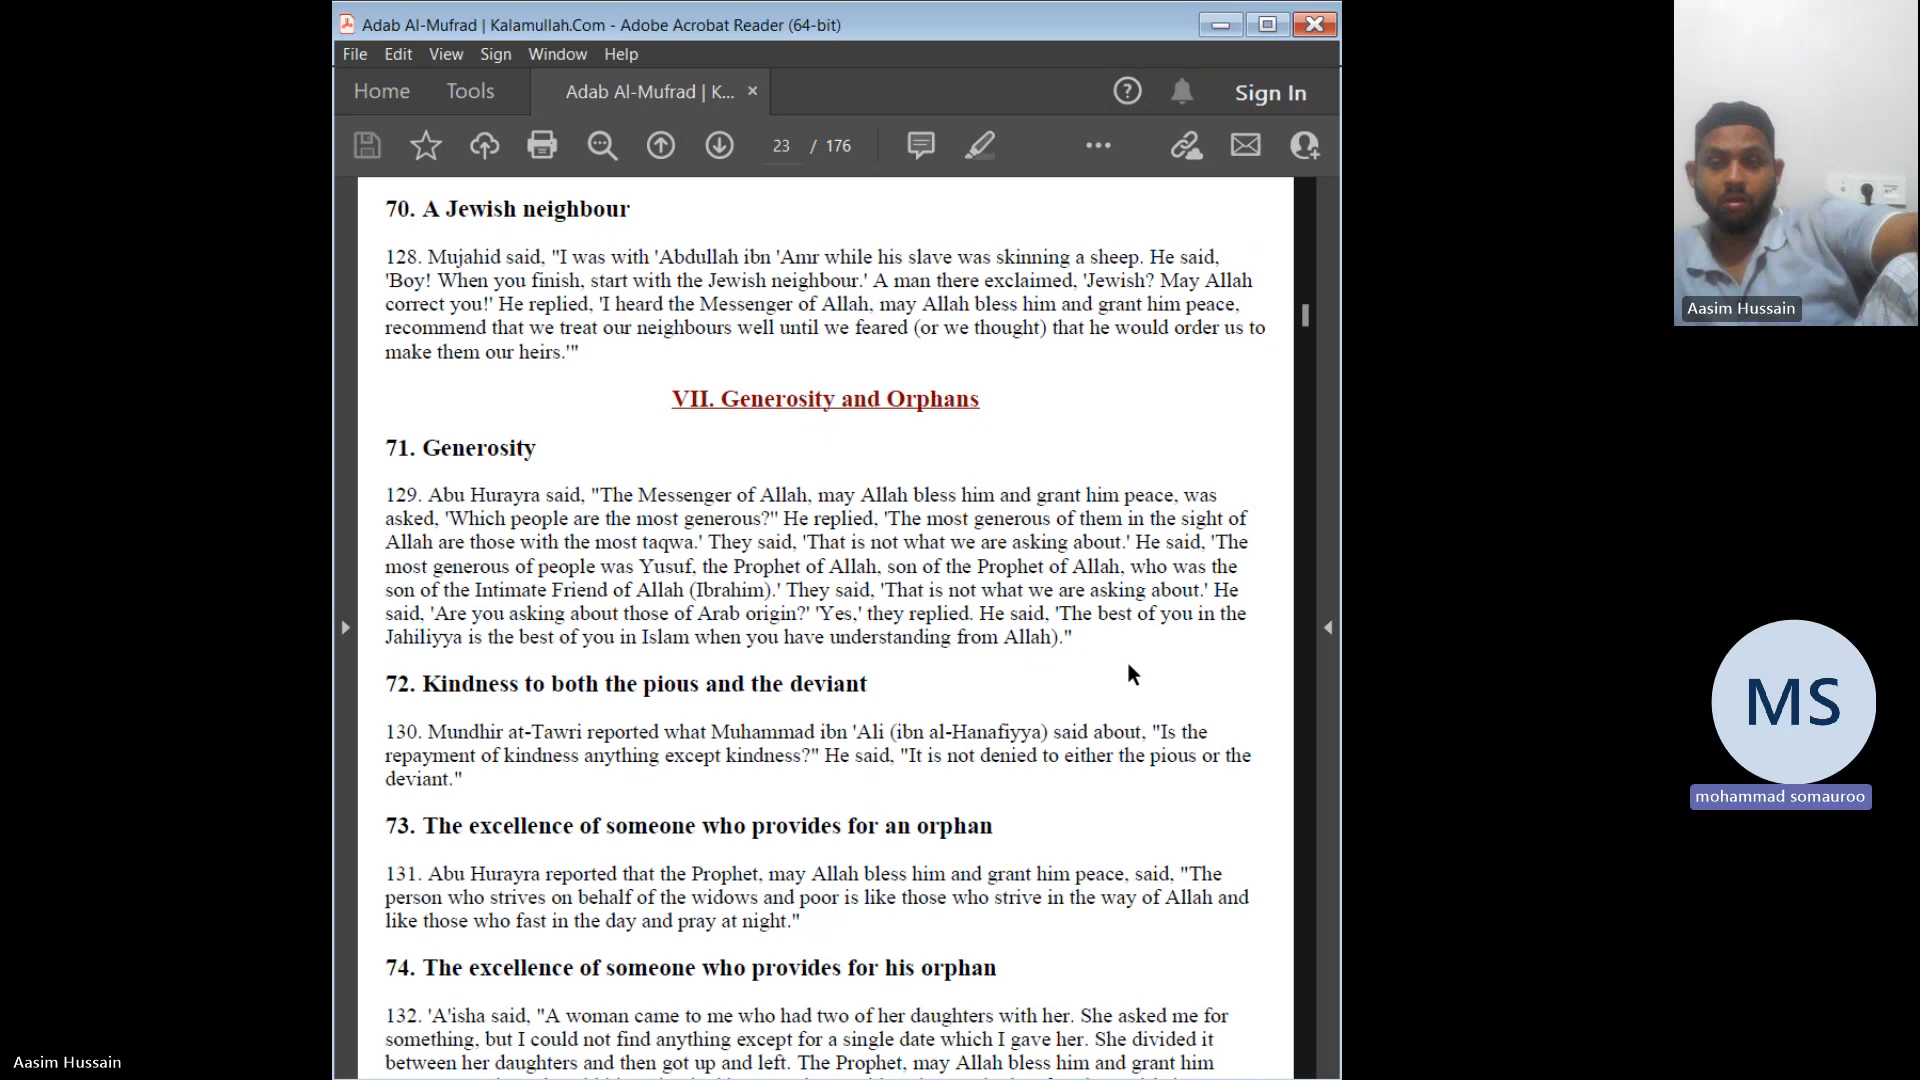 Adab Al-Mufrad | Kalamullah.Com - Adobe Acrobat Reader (64-bit)
File Edit View Sign Window Help
Home Tools Adab Al-Mufrad | K... × Sign In
23 / 176
70. A Jewish neighbour
128. Mujahid said, "I was with 'Abdullah ibn 'Amr while his slave was skinning a sheep. He said,
'Boy! When you finish, start with the Jewish neighbour.' A man there exclaimed, 'Jewish? May Allah
correct you!' He replied, 'I heard the Messenger of Allah, may Allah bless him and grant him peace,
recommend that we treat our neighbours well until we feared (or we thought) that he would order us to
make them our heirs.'"
VII. Generosity and Orphans
71. Generosity
129. Abu Hurayra said, "The Messenger of Allah, may Allah bless him and grant him peace, was
asked, 'Which people are the most generous?" He replied, 'The most generous of them in the sight of
Allah are those with the most taqwa.' They said, 'That is not what we are asking about.' He said, 'The
most generous of people was Yusuf, the Prophet of Allah, son of the Prophet of Allah, who was the
son of the Intimate Friend of Allah (Ibrahim).' They said, 'That is not what we are asking about.' He
said, 'Are you asking about those of Arab origin?' 'Yes,' they replied. He said, 'The best of you in the
Jahiliyya is the best of you in Islam when you have understanding from Allah)."
72. Kindness to both the pious and the deviant
130. Mundhir at-Tawri reported what Muhammad ibn 'Ali (ibn al-Hanafiyya) said about, "Is the
repayment of kindness anything except kindness?" He said, "It is not denied to either the pious or the
deviant."
73. The excellence of someone who provides for an orphan
131. Abu Hurayra reported that the Prophet, may Allah bless him and grant him peace, said, "The
person who strives on behalf of the widows and poor is like those who strive in the way of Allah and
like those who fast in the day and pray at night."
74. The excellence of someone who provides for his orphan
132. 'A'isha said, "A woman came to me who had two of her daughters with her. She asked me for
something, but I could not find anything except for a single date which I gave her. She divided it
between her daughters and then got up and left. The Prophet, may Allah bless him and grant him
Aasim Hussain
MS
mohammad somauroo
Aasim Hussain